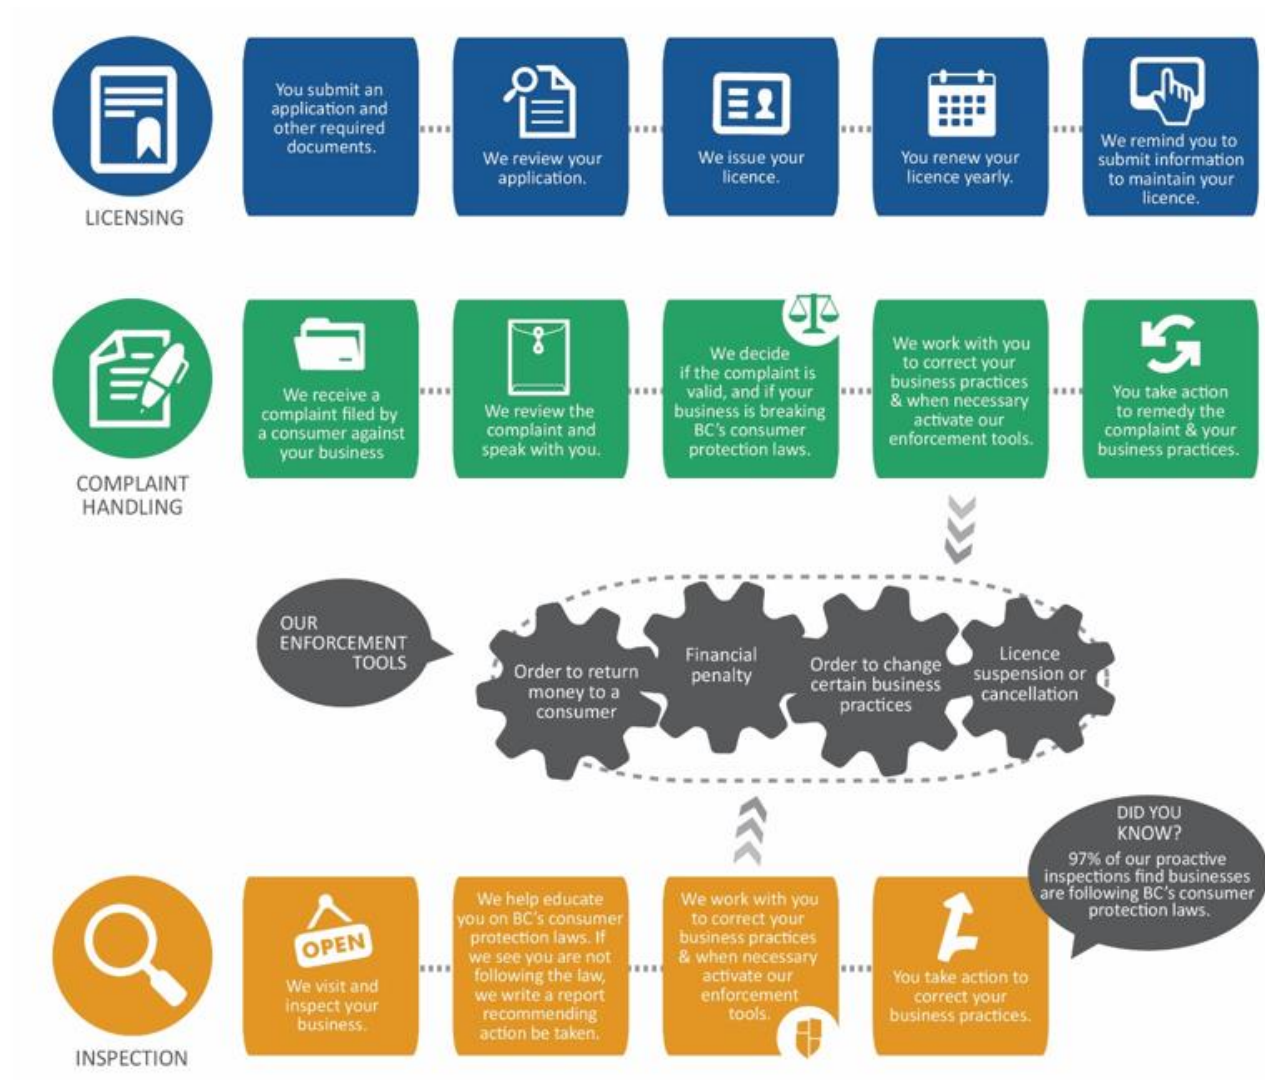 LICENSING
You submit an
application and
other required
documents.
We review your
application.
We issue your
licence.
You renew your
licence yearly.
We remind you to
submit information
to maintain your
licence.
COMPLAINT
HANDLING
We receive a
complaint filed by
a consumer against
your business
We review the
complaint and
speak with you.
We decide
if the complaint is
valid, and if your
business is breaking
BC's consumer
protection laws.
We work with you
to correct your
business practices
& when necessary
activate our
enforcement tools.
You take action
to remedy the
complaint & your
business practices.
OUR
ENFORCEMENT
TOOLS
Order to return
money to a
consumer
Financial
penalty
Order to change
certain business
practices
Licence
suspension or
cancellation
DID YOU
KNOW?
97% of our proactive
inspections find businesses
are following BC's consumer
protection laws.
INSPECTION
OPEN
We visit and
inspect your
business.
We help educate
you on BC's consumer
protection laws. If
we see you are not
following the law,
we write a report
recommending
action be taken.
We work with you
to correct your
business practices
& when necessary
activate our
enforcement
tools.
You take action to
correct your
business practices.